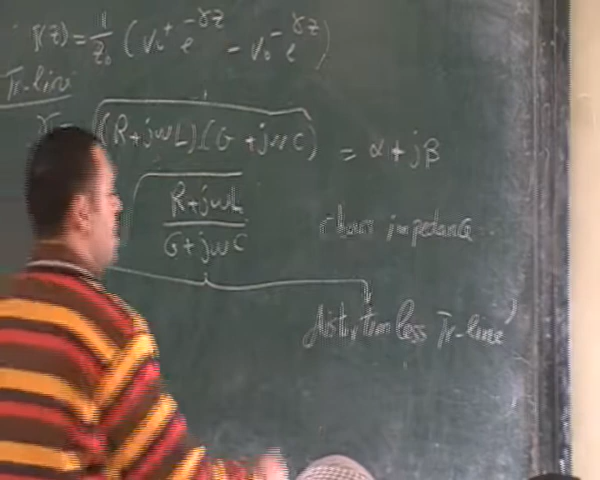 I(z) = 1/Z₀ (V₀⁺ e^{-γz} - V₀⁻ e^{γz})
Tr-line
γ = √((R+jωL)(G+jωC)) = α + jβ
√((R+jωL)/(G+jωC)) impedance
distortionless Tr-line